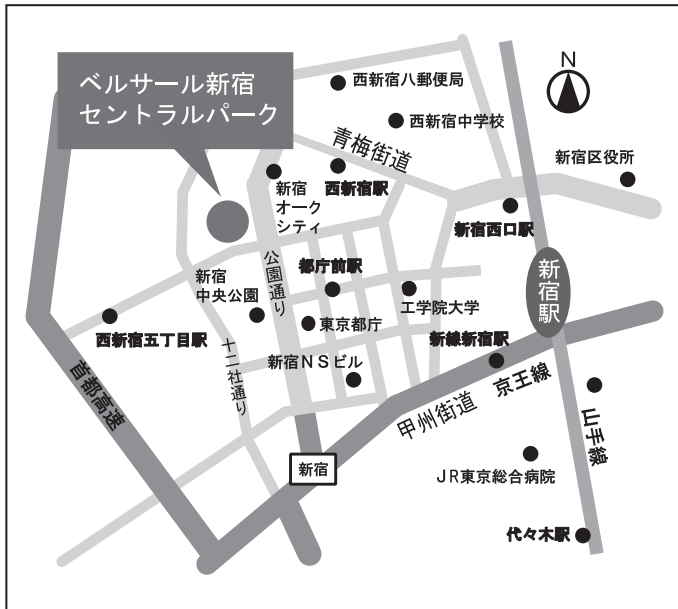 ベルサール新宿
セントラルパーク
西新宿八郵便局
N
西新宿中学校
青梅街道
新宿区役所
新宿
オーク
シティ
西新宿駅
新宿西口駅
公園通り
都庁前駅
新宿駅
新宿
中央公園
工学院大学
西新宿五丁目駅
東京都庁
新線新宿駅
十二社通り
新宿NSビル
京王線
首都高速
甲州街道
山手線
新宿
JR東京総合病院
代々木駅